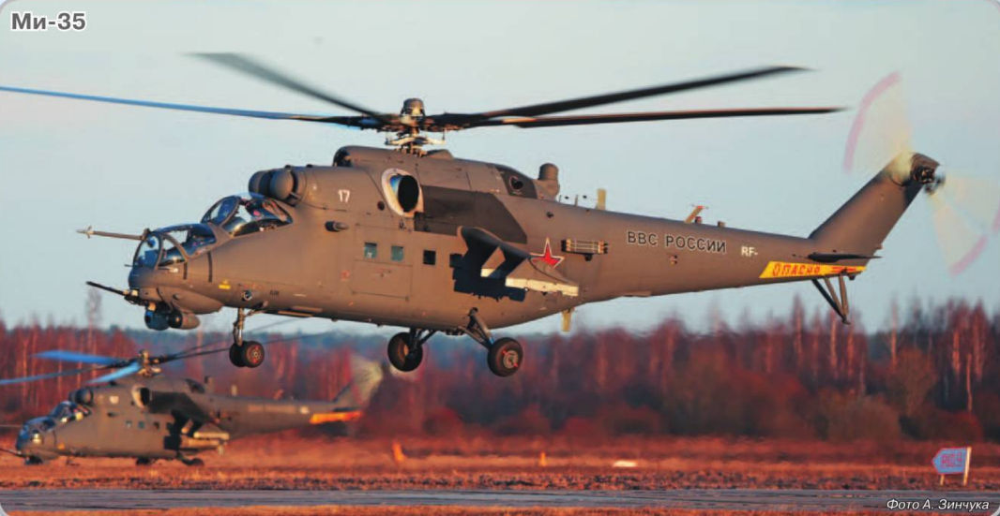 Ми-35
17
ВВС РОССИИ
RF-
ОПАСНО
Фото А. Зинчука